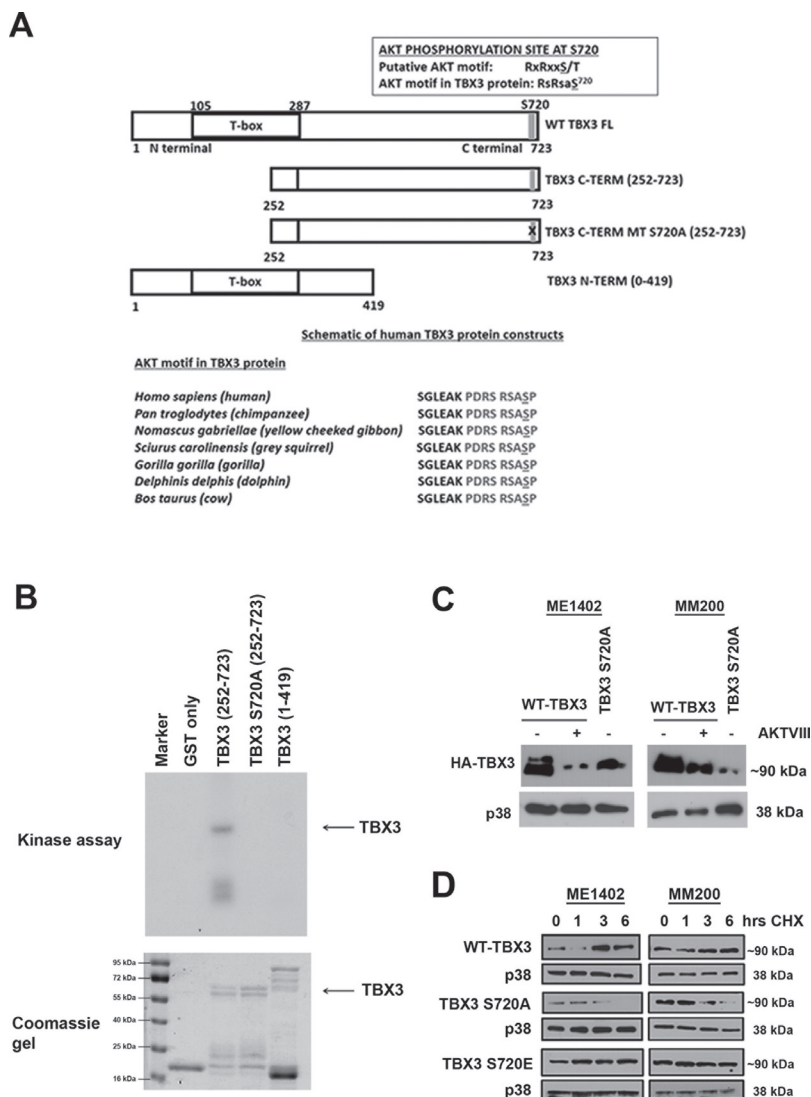 A
AKT PHOSPHORYLATION SITE AT S720
Putative AKT motif: RxRxxS/T
AKT motif in TBX3 protein: RsRsaS720
105 287 S720
T-box
WT TBX3 FL
1 N terminal C terminal 723
TBX3 C-TERM (252-723)
252 723
X
TBX3 C-TERM MT S720A (252-723)
252 723
T-box
TBX3 N-TERM (0-419)
1 419
Schematic of human TBX3 protein constructs
AKT motif in TBX3 protein
Homo sapiens (human) SGLEAK PDRS RSASP
Pan troglodytes (chimpanzee) SGLEAK PDRS RSASP
Nomascus gabriellae (yellow cheeked gibbon) SGLEAK PDRS RSASP
Sciurus carolinensis (grey squirrel) SGLEAK PDRS RSASP
Gorilla gorilla (gorilla) SGLEAK PDRS RSASP
Delphinis delphis (dolphin) SGLEAK PDRS RSASP
Bos taurus (cow) SGLEAK PDRS RSASP
B
Marker
GST only
TBX3 (252-723)
TBX3 S720A (252-723)
TBX3 (1-419)
Kinase assay
TBX3
95 kDa
72 kDa
55 kDa
40 kDa
25 kDa
16 kDa
TBX3
Coomassie
gel
C
ME1402 MM200
WT-TBX3
TBX3 S720A
WT-TBX3
TBX3 S720A
- + - - + - AKTVIII
HA-TBX3 ~90 kDa
p38 38 kDa
D
ME1402 MM200
0 1 3 6 0 1 3 6 hrs CHX
WT-TBX3 ~90 kDa
p38 38 kDa
TBX3 S720A ~90 kDa
p38 38 kDa
TBX3 S720E ~90 kDa
p38 38 kDa